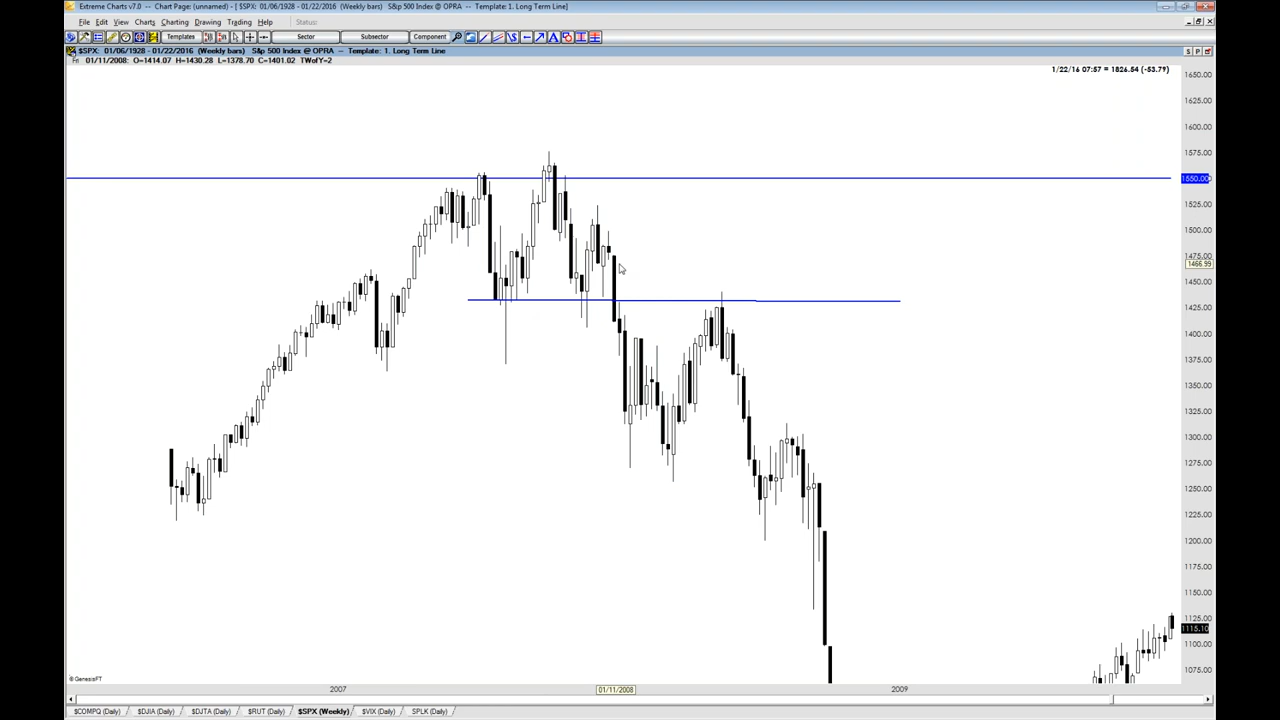 Extreme Charts v7.0 -- Chart Page: (unnamed) - [ $SPX: 01/06/1928 - 01/22/2016 (Weekly bars) S&p 500 Index @ OPRA -- Template: 1. Long Term Line]
File Edit View Charts Charting Drawing Trading Help Status:
Templates Sector Subsector Component
$SPX: 01/06/1928 - 01/22/2016 (Weekly bars) S&p 500 Index @ OPRA -- Template: 1. Long Term Line
Fri 01/11/2008: O=1414.07 H=1430.28 L=1378.70 C=1401.02 TWofY=2
S P
1/22/16 07:57 = 1826.54 (-53.79)
1650.00
1625.00
1600.00
1575.00
1550.00
1525.00
1500.00
1475.00
1466.99
1450.00
1425.00
1400.00
1375.00
1350.00
1325.00
1300.00
1275.00
1250.00
1225.00
1200.00
1175.00
1150.00
1125.00
1115.10
1100.00
1075.00
© GenesisFT
2007 01/11/2008 2009
$COMPQ (Daily) $DJIA (Daily) $DJTA (Daily) $RUT (Daily) $SPX (Weekly) $VIX (Daily) SPLK (Daily)